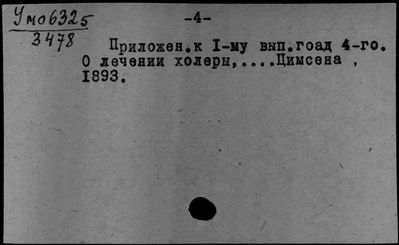 Умо6325
3478
-4-
Приложен.к I-му вып.гоад 4-го.
О лечении холеры,....Цимсена ,
1893.